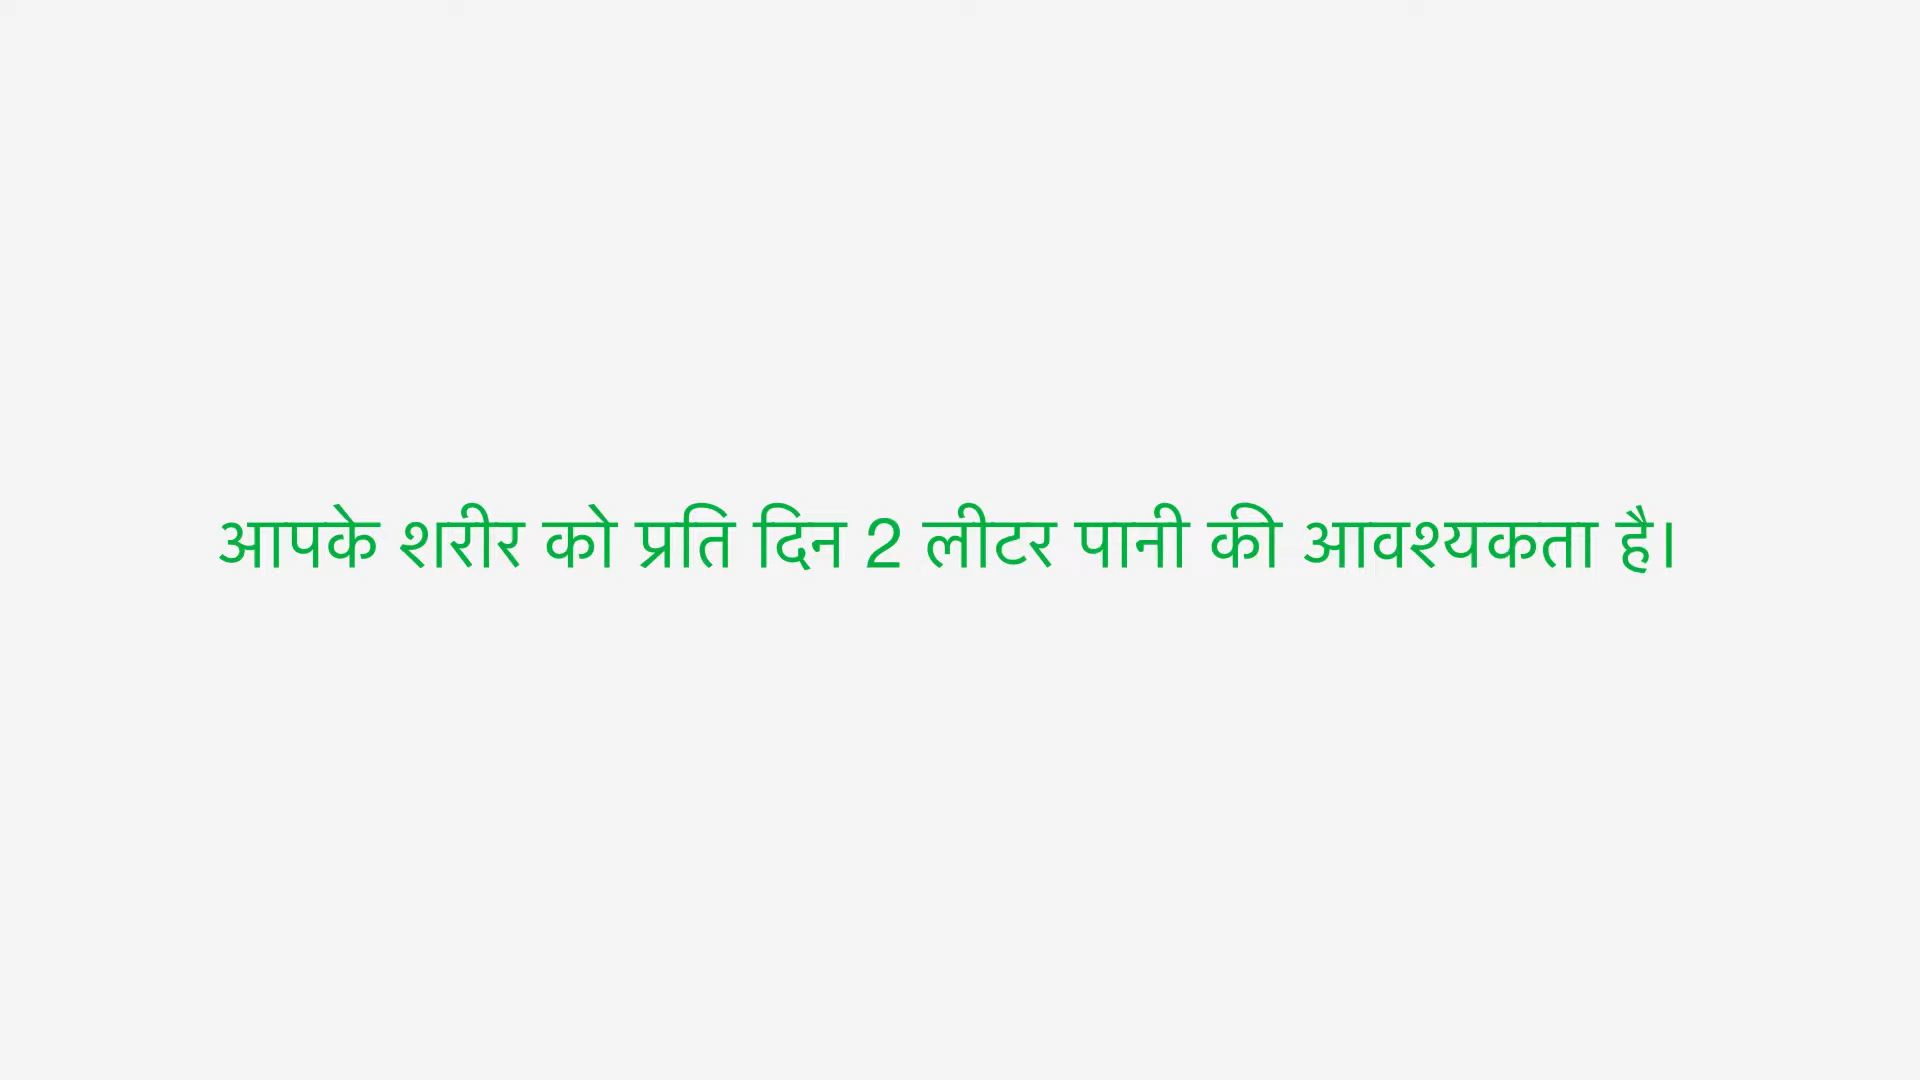 आपके शरीर को प्रति दिन 2 लीटर पानी की आवश्यकता है।